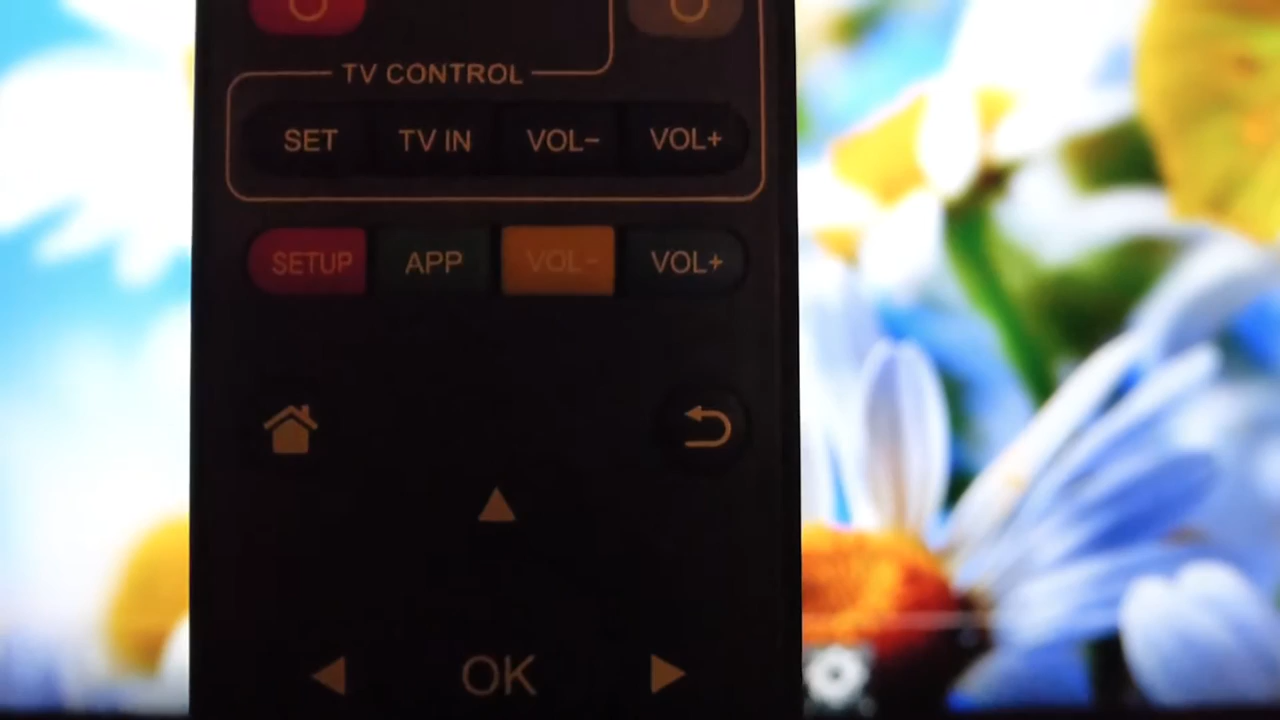 TV CONTROL
SET TV IN VOL- VOL+
SETUP APP VOL- VOL+
OK